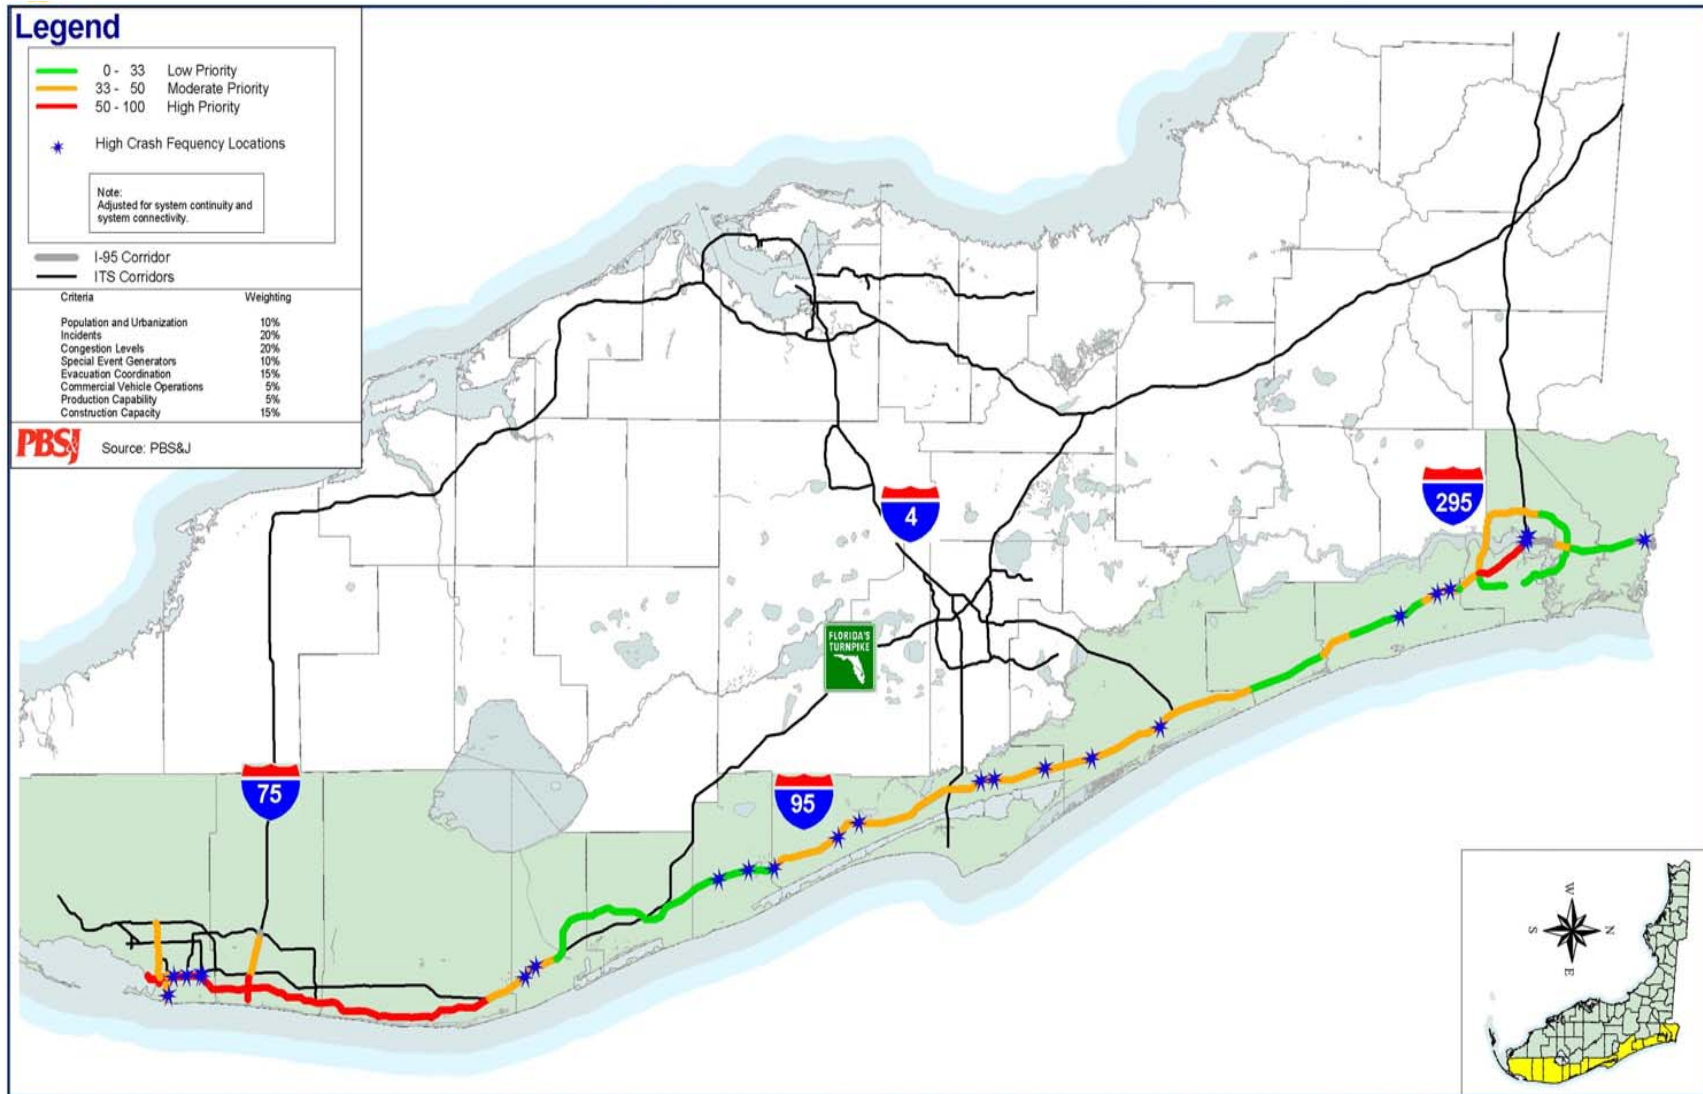 Legend
0 - 33 Low Priority
33 - 50 Moderate Priority
50 - 100 High Priority
High Crash Fequency Locations
Note:
Adjusted for system continuity and
system connectivity.
I-95 Corridor
ITS Corridors
Criteria Weighting
Population and Urbanization 10%
Incidents 20%
Congestion Levels 20%
Special Event Generators 10%
Evacuation Coordination 15%
Commercial Vehicle Operations 5%
Production Capability 5%
Construction Capacity 15%
PBS&J Source: PBS&J
295
4
FLORIDA'S
TURNPIKE
75
95
W
S N
E